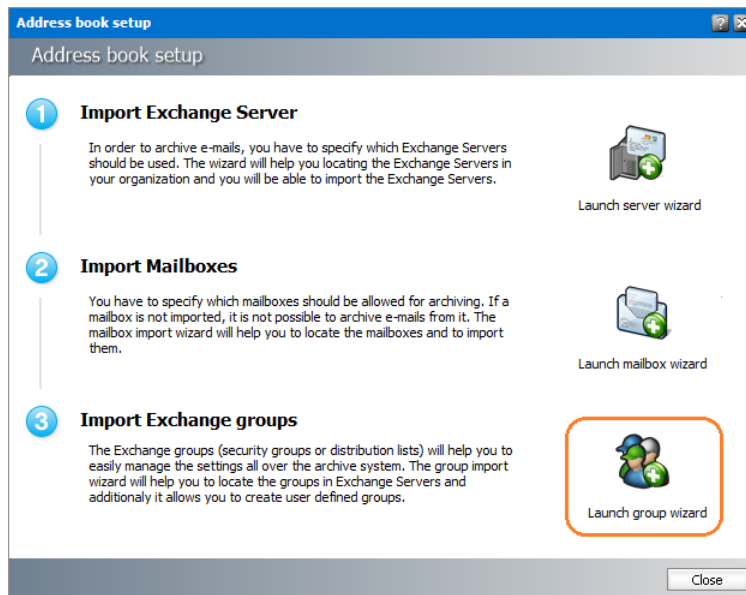 Address book setup
Address book setup
1
Import Exchange Server
In order to archive e-mails, you have to specify which Exchange Servers
should be used. The wizard will help you locating the Exchange Servers in
your organization and you will be able to import the Exchange Servers.
Launch server wizard
2
Import Mailboxes
You have to specify which mailboxes should be allowed for archiving. If a
mailbox is not imported, it is not possible to archive e-mails from it. The
mailbox import wizard will help you to locate the mailboxes and to import
them.
Launch mailbox wizard
3
Import Exchange groups
The Exchange groups (security groups or distribution lists) will help you to
easily manage the settings all over the archive system. The group import
wizard will help you to locate the groups in Exchange Servers and
additionaly it allows you to create user defined groups.
Launch group wizard
Close